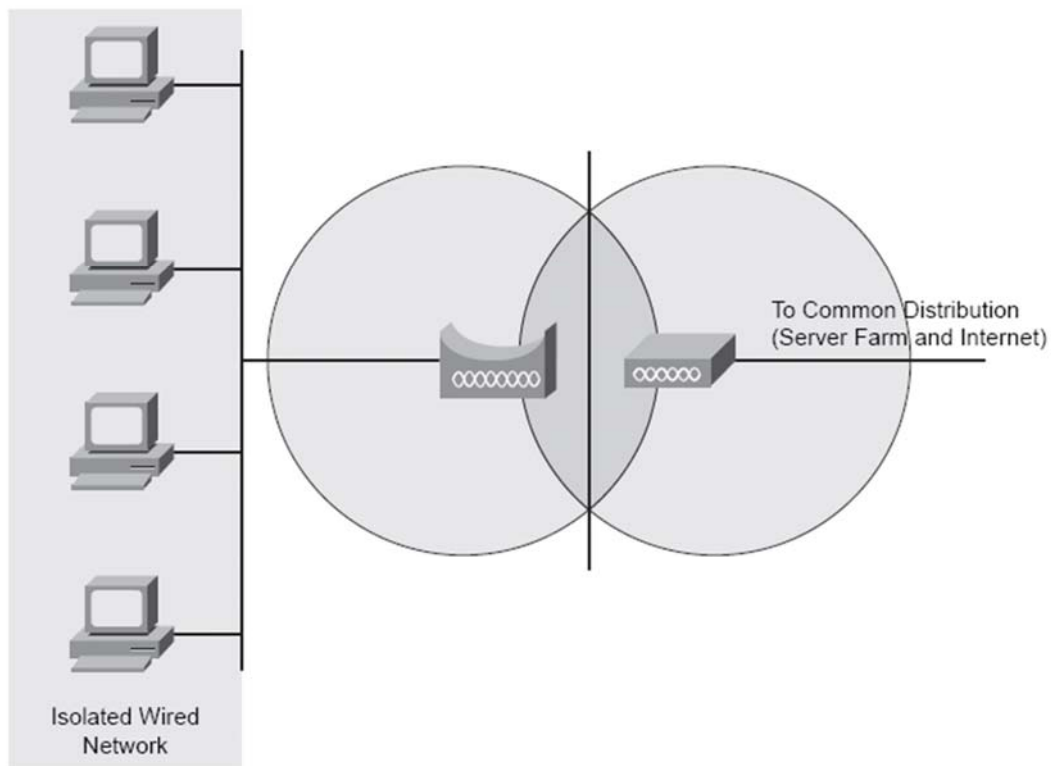 To Common Distribution
(Server Farm and Internet)
Isolated Wired
Network